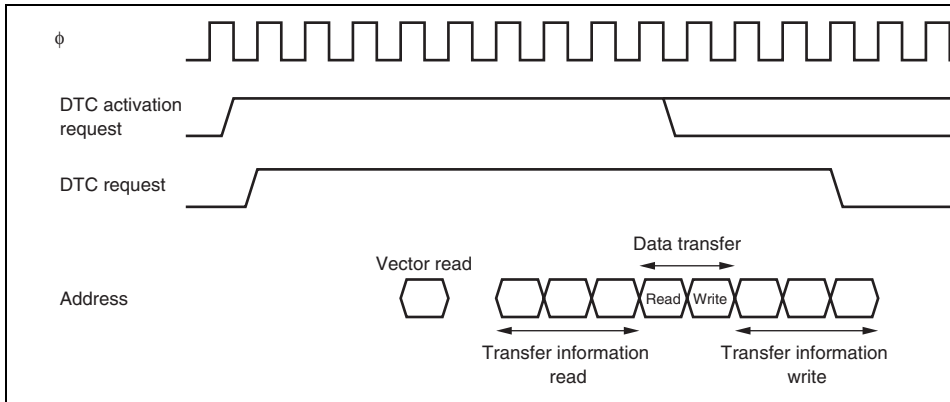 ϕ
DTC activation
request
DTC request
Data transfer
Vector read
Address
Read
Write
Transfer information
read
Transfer information
write